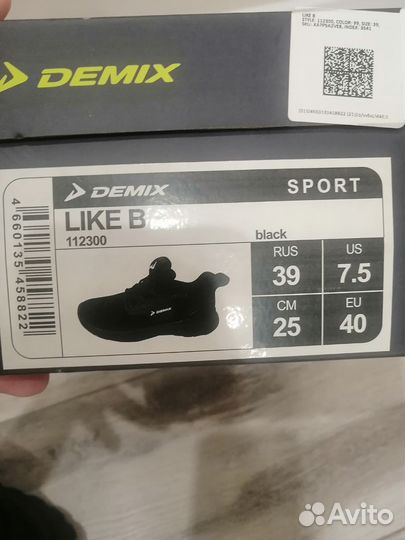 DEMIX
LIKE B
STYLE: 112300, COLOR: 99, SIZE: 39,
DEMIX
SPORT
LIKE B
112300
black
RUS
US
39
7.5
CM
EU
25
40
DEMIX
4 660135 458822
Avito